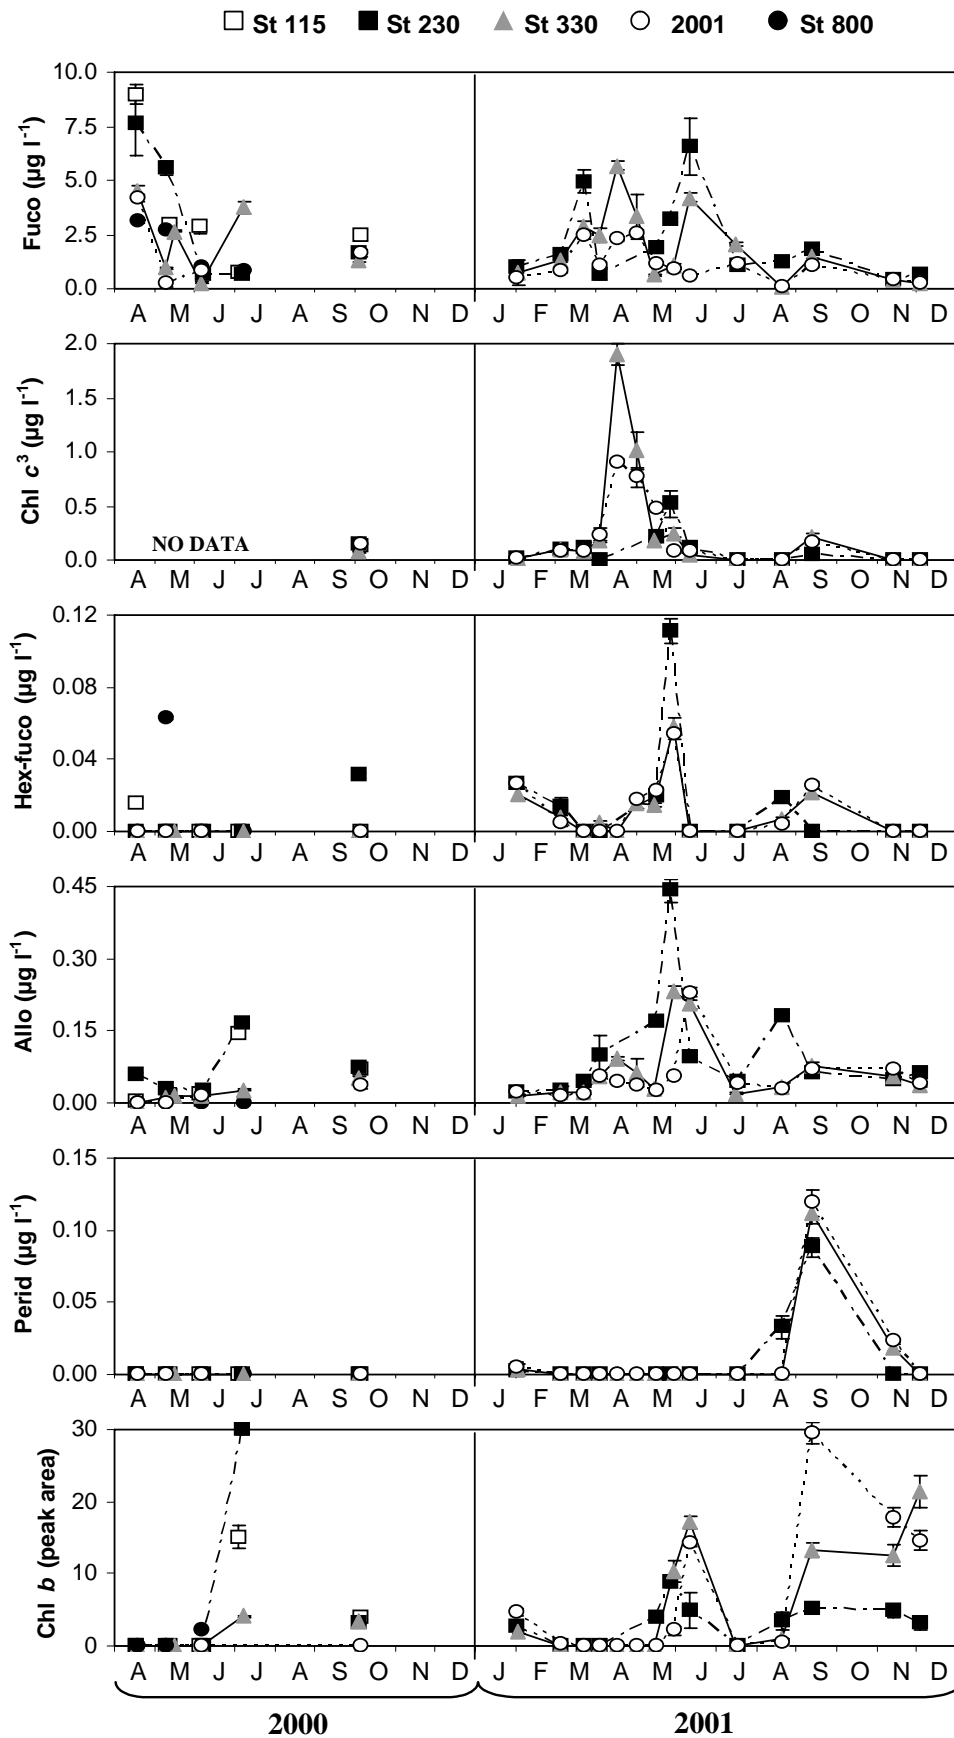 St 115 St 230 St 330 2001 St 800
Fuco (µg l-1)
10.0
7.5
5.0
2.5
0.0
A M J J A S O N D J F M A M J J A S O N D
Chl c3 (µg l-1)
2.0
1.5
1.0
0.5
0.0
NO DATA
A M J J A S O N D J F M A M J J A S O N D
Hex-fuco (µg l-1)
0.12
0.08
0.04
0.00
A M J J A S O N D J F M A M J J A S O N D
Allo (µg l-1)
0.45
0.30
0.15
0.00
A M J J A S O N D J F M A M J J A S O N D
Perid (µg l-1)
0.15
0.10
0.05
0.00
A M J J A S O N D J F M A M J J A S O N D
Chl b (peak area)
30
20
10
0
A M J J A S O N D J F M A M J J A S O N D
2000 2001